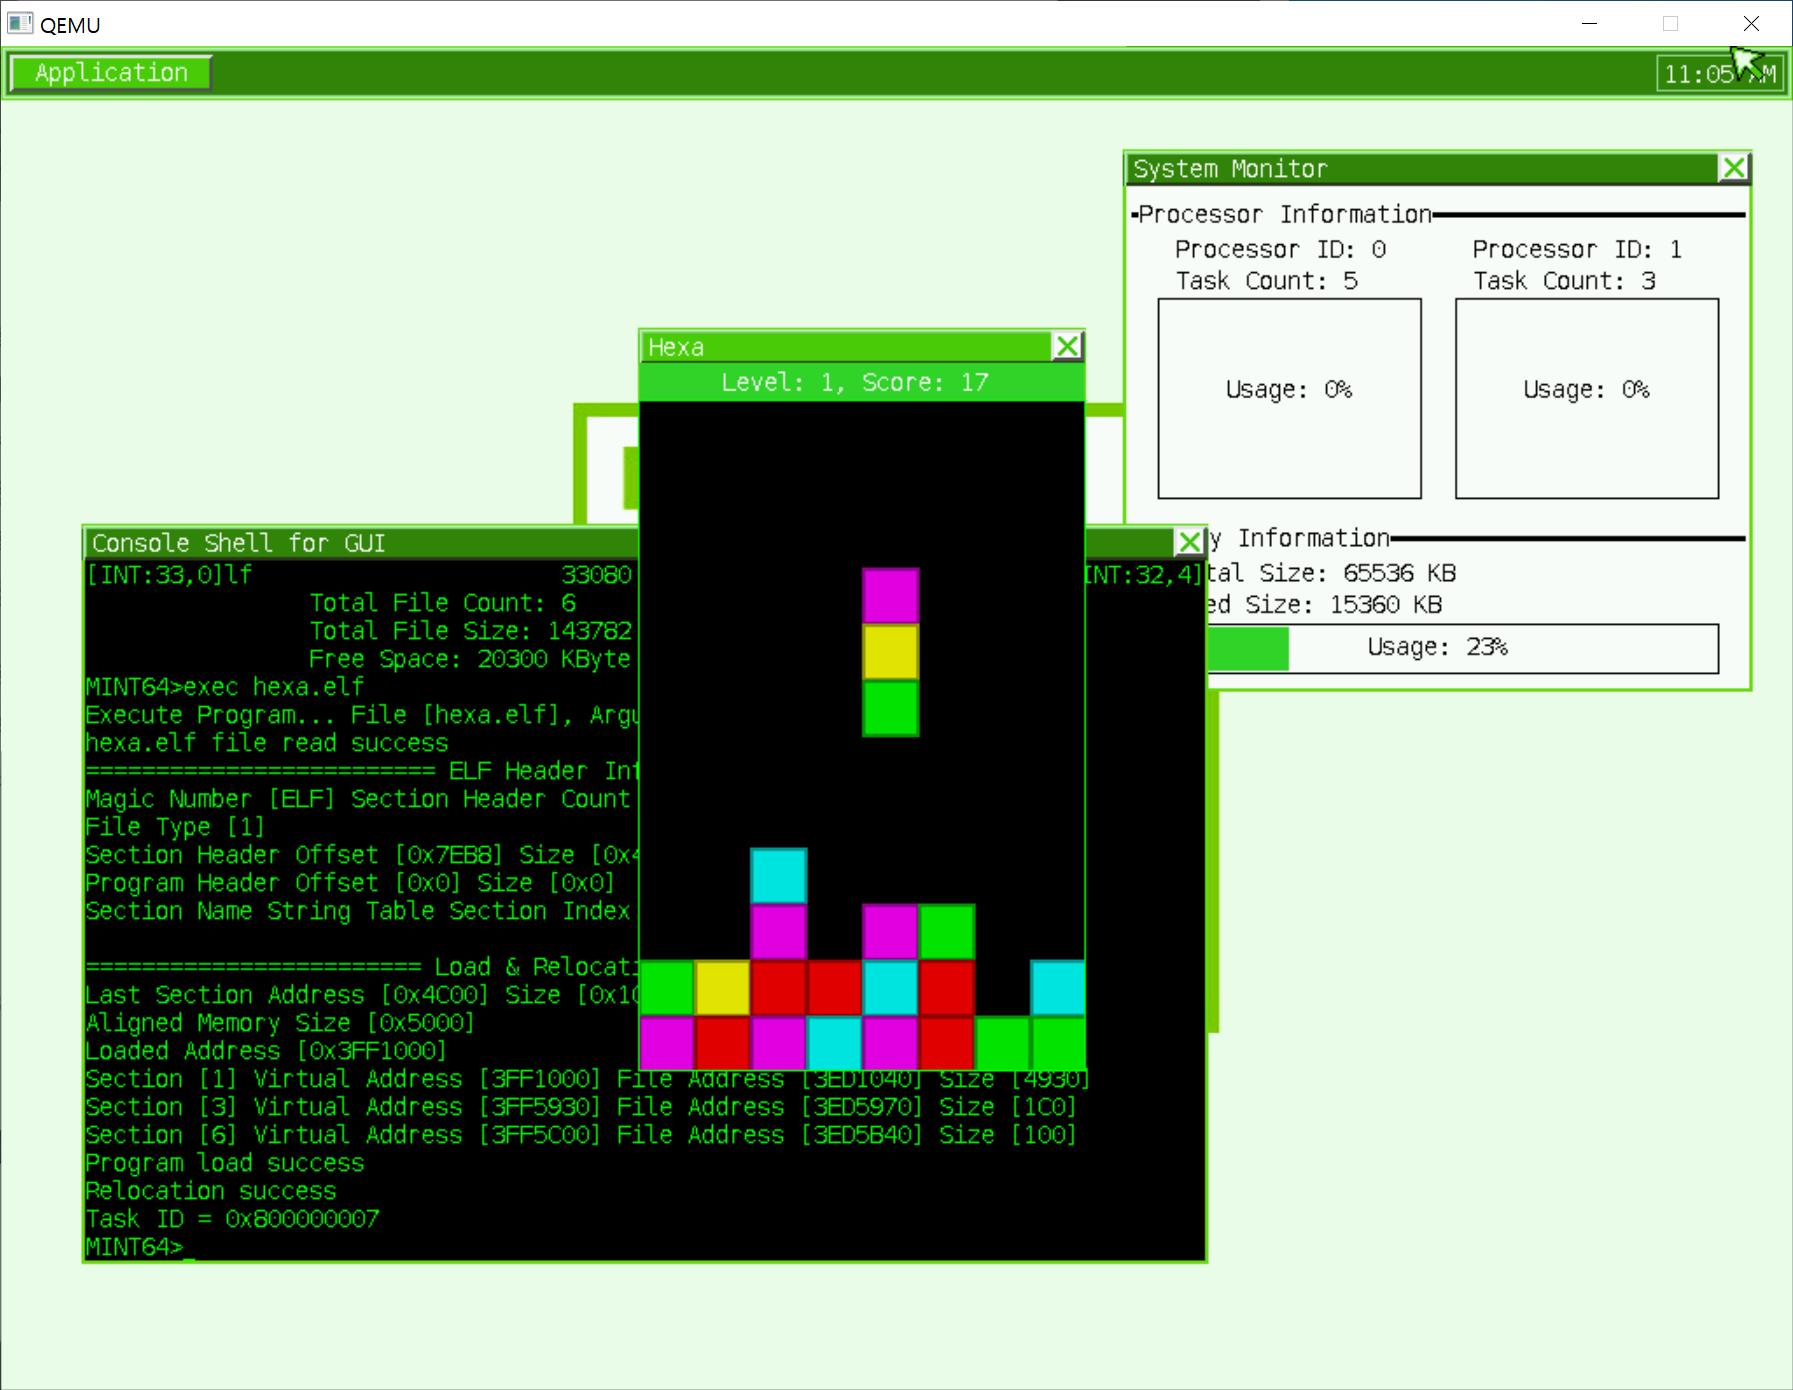 QEMU
Application
11:05 AM
System Monitor
Processor Information
Processor ID: 0
Processor ID: 1
Task Count: 5
Task Count: 3
Usage: 0%
Usage: 0%
Hexa
Level: 1, Score: 17
y Information
tal Size: 65536 KB
ed Size: 15360 KB
Usage: 23%
Console Shell for GUI
[INT:33,0]lf 33080 INT:32,4]
Total File Count: 6
Total File Size: 143782
Free Space: 20300 KByte
MINT64>exec hexa.elf
Execute Program... File [hexa.elf], Argu
hexa.elf file read success
========================= ELF Header Inf
Magic Number [ELF] Section Header Count
File Type [1]
Section Header Offset [0x7EB8] Size [0x4
Program Header Offset [0x0] Size [0x0]
Section Name String Table Section Index
======================== Load & Relocati
Last Section Address [0x4C00] Size [0x10
Aligned Memory Size [0x5000]
Loaded Address [0x3FF1000]
Section [1] Virtual Address [3FF1000] File Address [3ED1040] Size [4930]
Section [3] Virtual Address [3FF5930] File Address [3ED5970] Size [1C0]
Section [6] Virtual Address [3FF5C00] File Address [3ED5B40] Size [100]
Program load success
Relocation success
Task ID = 0x800000007
MINT64>_